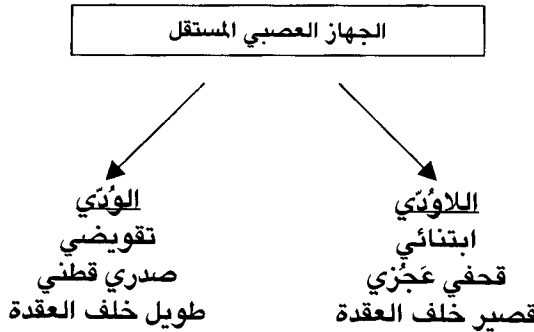 الجهاز العصبي المستقل
اللاوُدّي
ابتنائي
قحفي عَجُزي
قصير خلف العقدة
الوُدّي
تقويضي
صدري قطني
طويل خلف العقدة